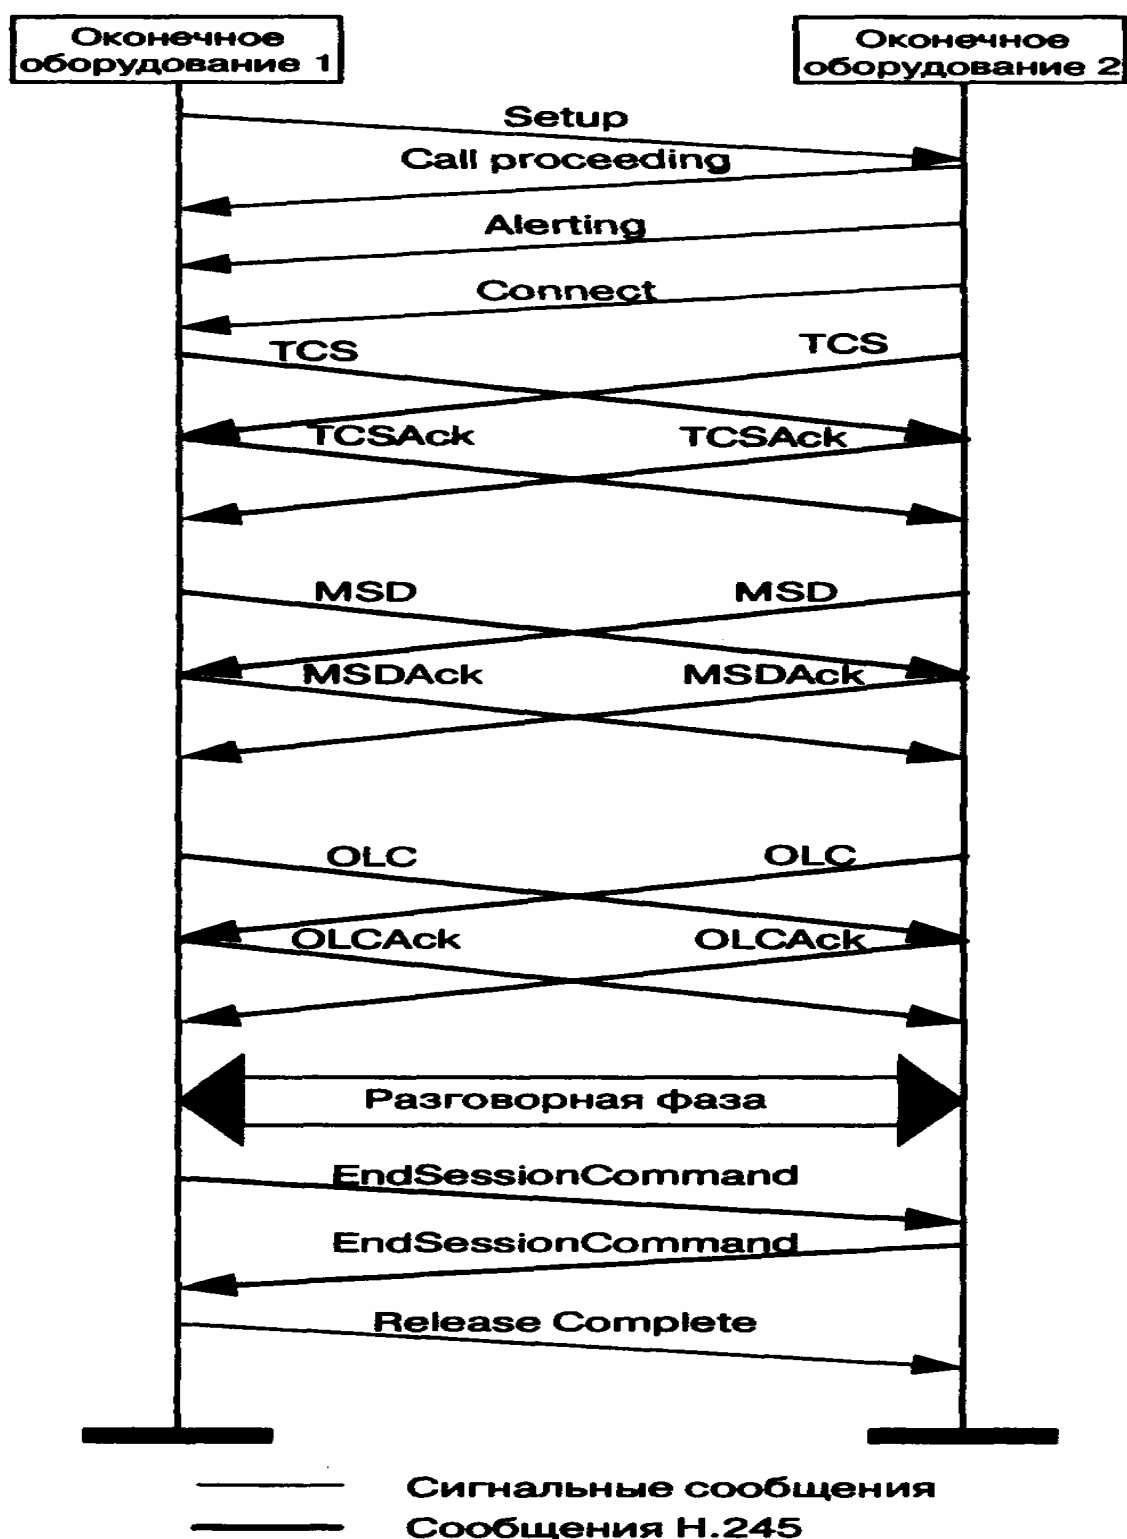 Оконечное
оборудование 1
Оконечное
оборудование 2
Setup
Call proceeding
Alerting
Connect
TCS
TCS
TCSAck
TCSAck
MSD
MSD
MSDAck
MSDAck
OLC
OLC
OLCAck
OLCAck
Разговорная фаза
EndSessionCommand
EndSessionCommand
Release Complete
Сигнальные сообщения
Сообщения H.245